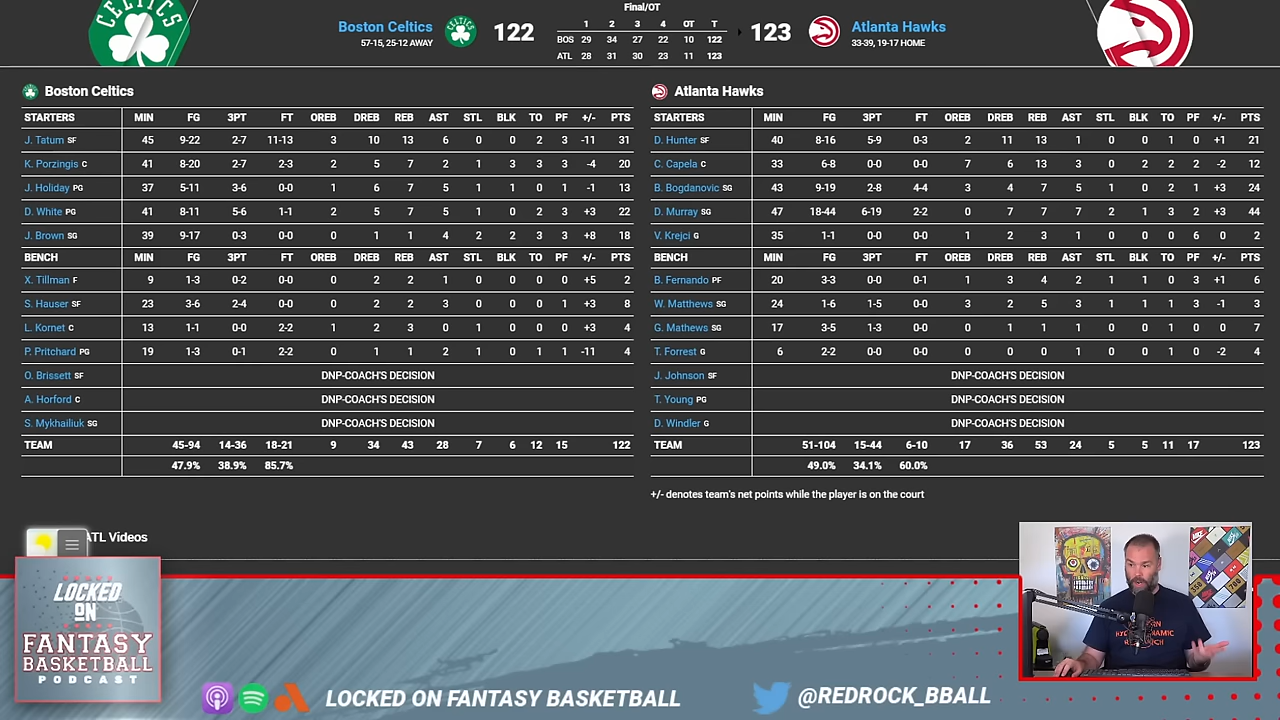 CELTICS
Boston Celtics
57-15, 25-12 AWAY
CELTICS
122
Final/OT
1 2 3 4 OT T
BOS 29 34 27 22 10 122
ATL 28 31 30 23 11 123
123
Atlanta Hawks
33-39, 19-17 HOME
Boston Celtics
STARTERS MIN FG 3PT FT OREB DREB REB AST STL BLK TO PF +/- PTS
J. Tatum SF 45 9-22 2-7 11-13 3 10 13 6 0 0 2 3 -11 31
K. Porzingis C 41 8-20 2-7 2-3 2 5 7 2 1 3 3 3 -4 20
J. Holiday PG 37 5-11 3-6 0-0 1 6 7 5 1 1 0 1 -1 13
D. White PG 41 8-11 5-6 1-1 2 5 7 5 1 0 2 3 +3 22
J. Brown SG 39 9-17 0-3 0-0 0 1 1 4 2 2 3 3 +8 18
BENCH MIN FG 3PT FT OREB DREB REB AST STL BLK TO PF +/- PTS
X. Tillman F 9 1-3 0-2 0-0 0 2 2 1 0 0 0 0 +5 2
S. Hauser SF 23 3-6 2-4 0-0 0 2 2 3 0 0 1 1 +3 8
L. Kornet C 13 1-1 0-0 2-2 1 2 3 0 1 0 0 0 +3 4
P. Pritchard PG 19 1-3 0-1 2-2 0 1 1 2 1 0 1 1 -11 4
O. Brissett SF DNP-COACH'S DECISION
A. Horford C DNP-COACH'S DECISION
S. Mykhailiuk SG DNP-COACH'S DECISION
TEAM 45-94 14-36 18-21 9 34 43 28 7 6 12 15 122
47.9% 38.9% 85.7%
Atlanta Hawks
STARTERS MIN FG 3PT FT OREB DREB REB AST STL BLK TO PF +/- PTS
D. Hunter SF 40 8-16 5-9 0-3 2 11 13 1 0 0 1 0 +1 21
C. Capela C 33 6-8 0-0 0-0 7 6 13 3 0 2 2 2 -2 12
B. Bogdanovic SG 43 9-19 2-8 4-4 3 4 7 5 1 0 2 1 +3 24
D. Murray SG 47 18-44 6-19 2-2 0 7 7 7 2 1 3 2 +3 44
V. Krejci G 35 1-1 0-0 0-0 1 2 3 1 0 0 0 6 0 2
BENCH MIN FG 3PT FT OREB DREB REB AST STL BLK TO PF +/- PTS
B. Fernando PF 20 3-3 0-0 0-1 1 3 4 2 1 1 0 3 +1 6
W. Matthews SG 24 1-6 1-5 0-0 3 2 5 3 1 1 1 3 -1 3
G. Mathews SG 17 3-5 1-3 0-0 0 1 1 1 0 0 1 0 0 7
T. Forrest G 6 2-2 0-0 0-0 0 0 0 1 0 0 1 0 -2 4
J. Johnson SF DNP-COACH'S DECISION
T. Young PG DNP-COACH'S DECISION
D. Windler G DNP-COACH'S DECISION
TEAM 51-104 15-44 6-10 17 36 53 24 5 5 11 17 123
49.0% 34.1% 60.0%
+/- denotes team's net points while the player is on the court
ATL Videos
LOCKED
ON
FANTASY
BASKETBALL
PODCAST
LOCKED ON FANTASY BASKETBALL
@REDROCK_BBALL